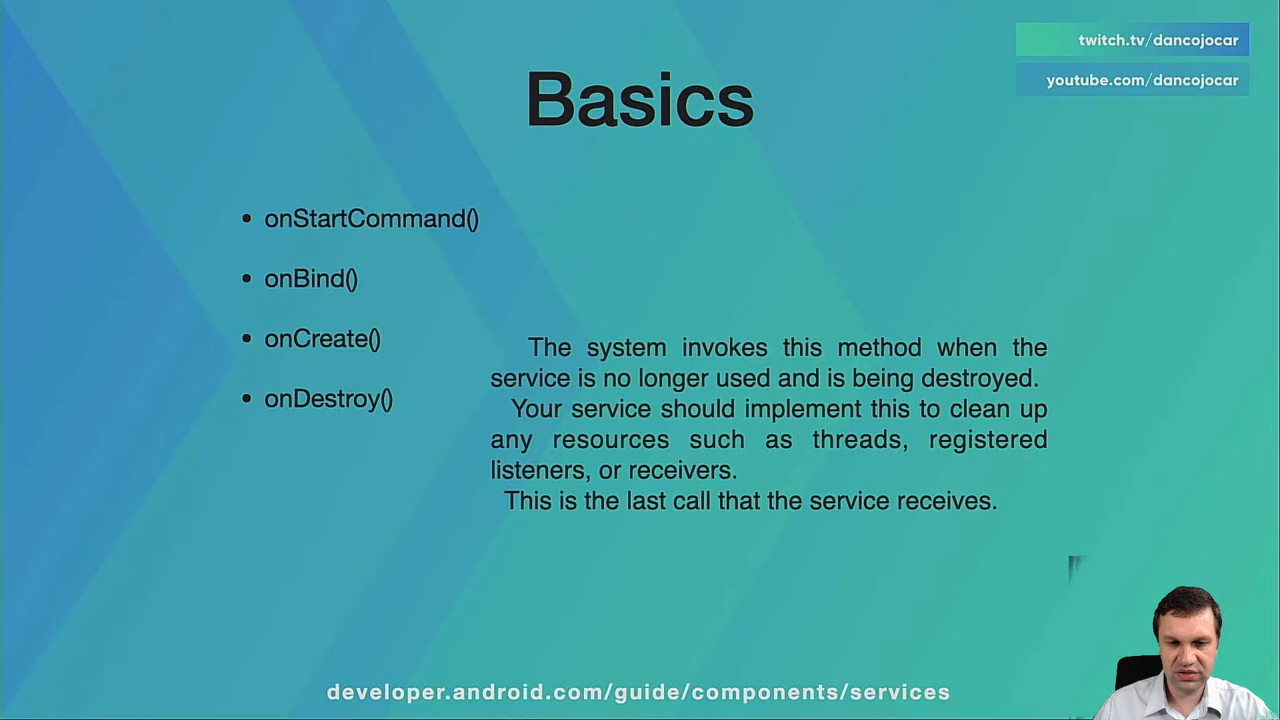 twitch.tv/dancojocar
youtube.com/dancojocar
Basics
• onStartCommand()
• onBind()
• onCreate()
• onDestroy()
The system invokes this method when the
service is no longer used and is being destroyed.
Your service should implement this to clean up
any resources such as threads, registered
listeners, or receivers.
This is the last call that the service receives.
developer.android.com/guide/components/services